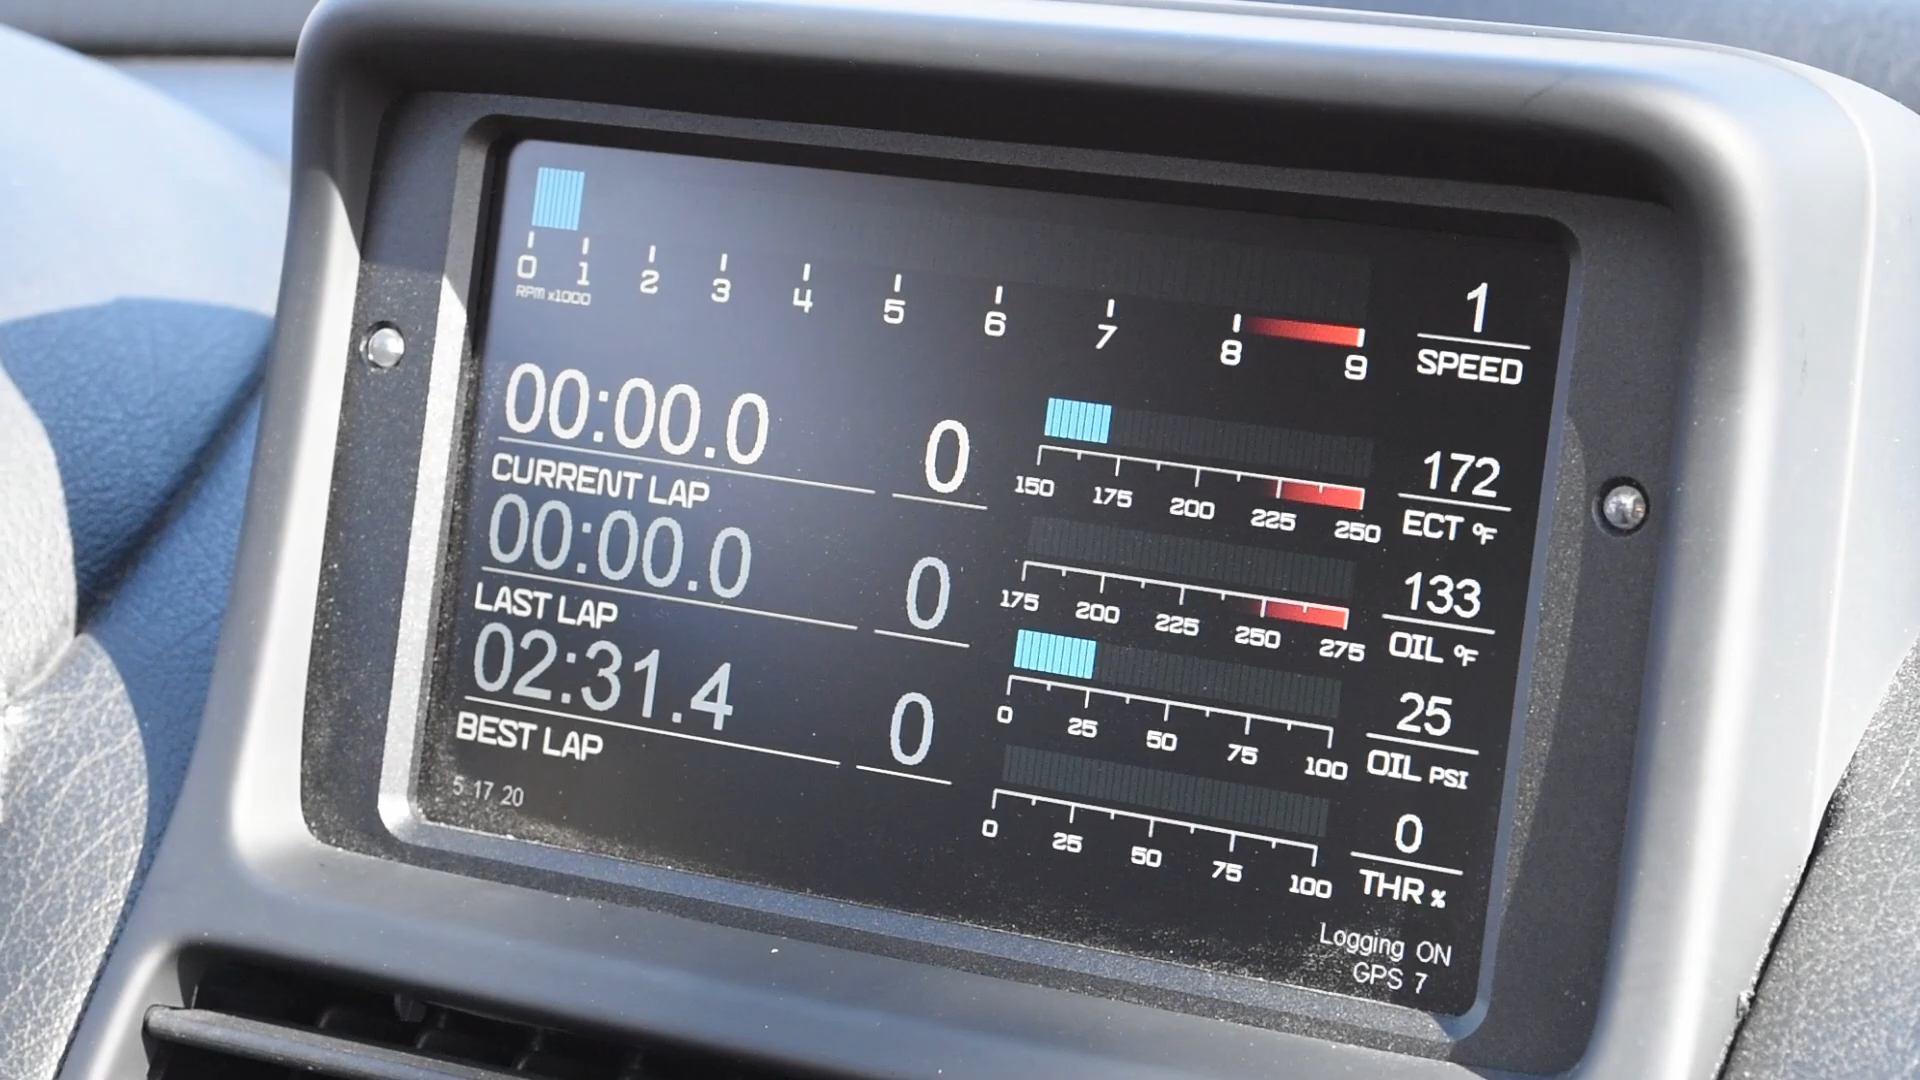 0 1 2 3 4 5 6 7 8 9
RPM x1000
1
SPEED
00:00.0 0
CURRENT LAP
00:00.0 0
LAST LAP
02:31.4 0
BEST LAP
5 17 20
150 175 200 225 250
172
ECT °F
175 200 225 250 275
133
OIL °F
0 25 50 75 100
25
OIL PSI
0 25 50 75 100
0
THR %
Logging ON
GPS 7